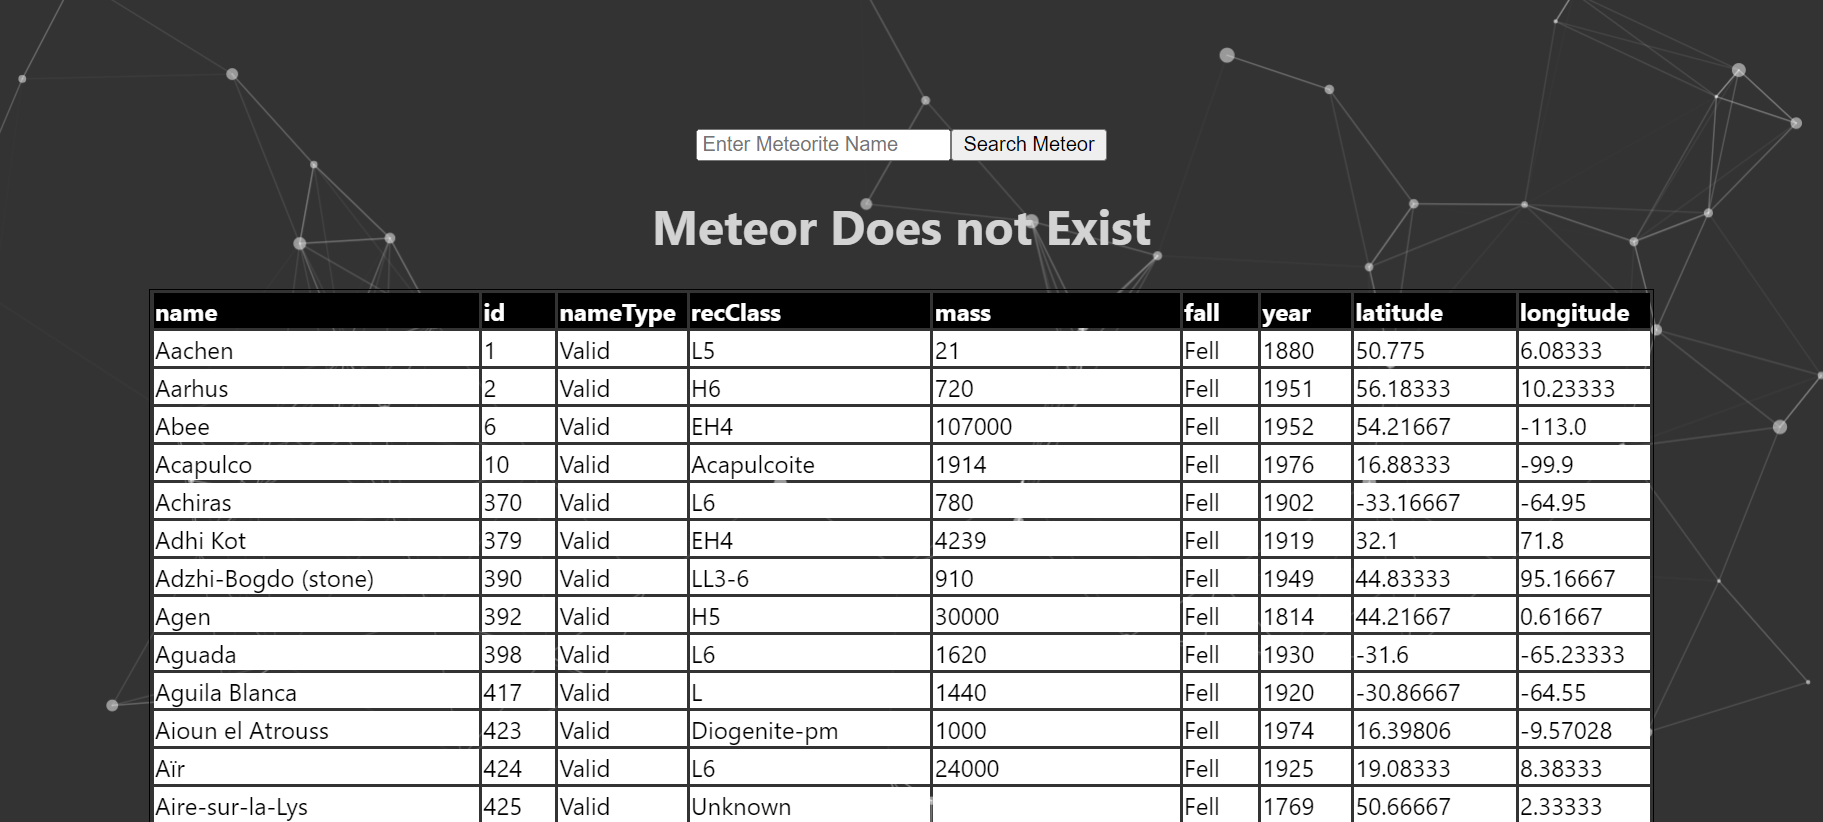 Enter Meteorite Name Search Meteor
Meteor Does not Exist
name id nameType recClass mass fall year latitude longitude
Aachen 1 Valid L5 21 Fell 1880 50.775 6.08333
Aarhus 2 Valid H6 720 Fell 1951 56.18333 10.23333
Abee 6 Valid EH4 107000 Fell 1952 54.21667 -113.0
Acapulco 10 Valid Acapulcoite 1914 Fell 1976 16.88333 -99.9
Achiras 370 Valid L6 780 Fell 1902 -33.16667 -64.95
Adhi Kot 379 Valid EH4 4239 Fell 1919 32.1 71.8
Adzhi-Bogdo (stone) 390 Valid LL3-6 910 Fell 1949 44.83333 95.16667
Agen 392 Valid H5 30000 Fell 1814 44.21667 0.61667
Aguada 398 Valid L6 1620 Fell 1930 -31.6 -65.23333
Aguila Blanca 417 Valid L 1440 Fell 1920 -30.86667 -64.55
Aioun el Atrouss 423 Valid Diogenite-pm 1000 Fell 1974 16.39806 -9.57028
Aïr 424 Valid L6 24000 Fell 1925 19.08333 8.38333
Aire-sur-la-Lys 425 Valid Unknown Fell 1769 50.66667 2.33333